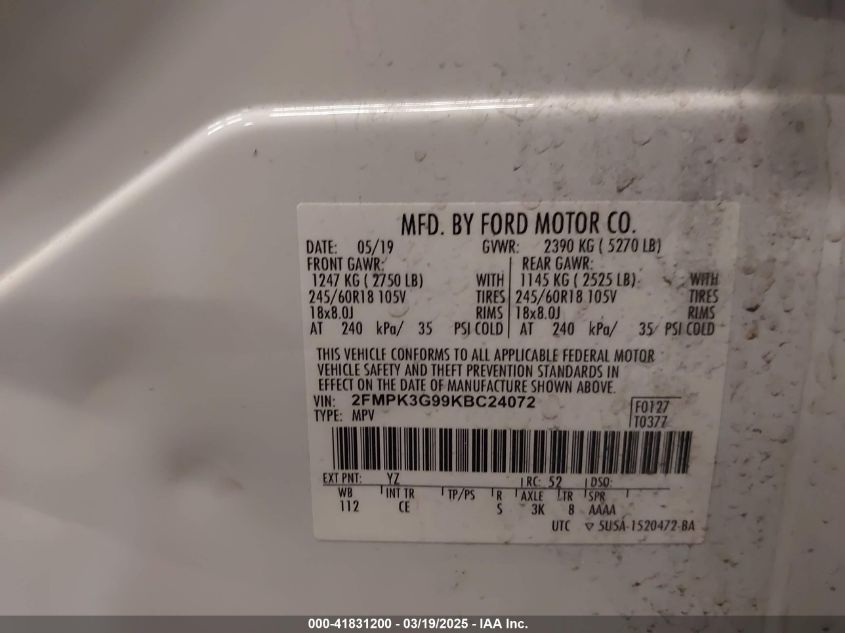 MFD. BY FORD MOTOR CO.
DATE: 05/19 GVWR: 2390 KG ( 5270 LB)
FRONT GAWR: REAR GAWR:
1247 KG ( 2750 LB) WITH 1145 KG ( 2525 LB) WITH
245/60R18 105V TIRES 245/60R18 105V TIRES
18x8.0J RIMS 18x8.0J RIMS
AT 240 kPa/ 35 PSI COLD AT 240 kPa/ 35 PSI COLD
THIS VEHICLE CONFORMS TO ALL APPLICABLE FEDERAL MOTOR
VEHICLE SAFETY AND THEFT PREVENTION STANDARDS IN
EFFECT ON THE DATE OF MANUFACTURE SHOWN ABOVE.
VIN: 2FMPK3G99KBC24072 F0127
TYPE: MPV T0377
EXT PNT: YZ RC: 52 DSO:
WB INT TR TP/PS R AXLE TR SPR
112 CE S 3K 8 AAAA
UTC ▽ 5USA-1520472-BA
000-41831200 - 03/19/2025 - IAA Inc.